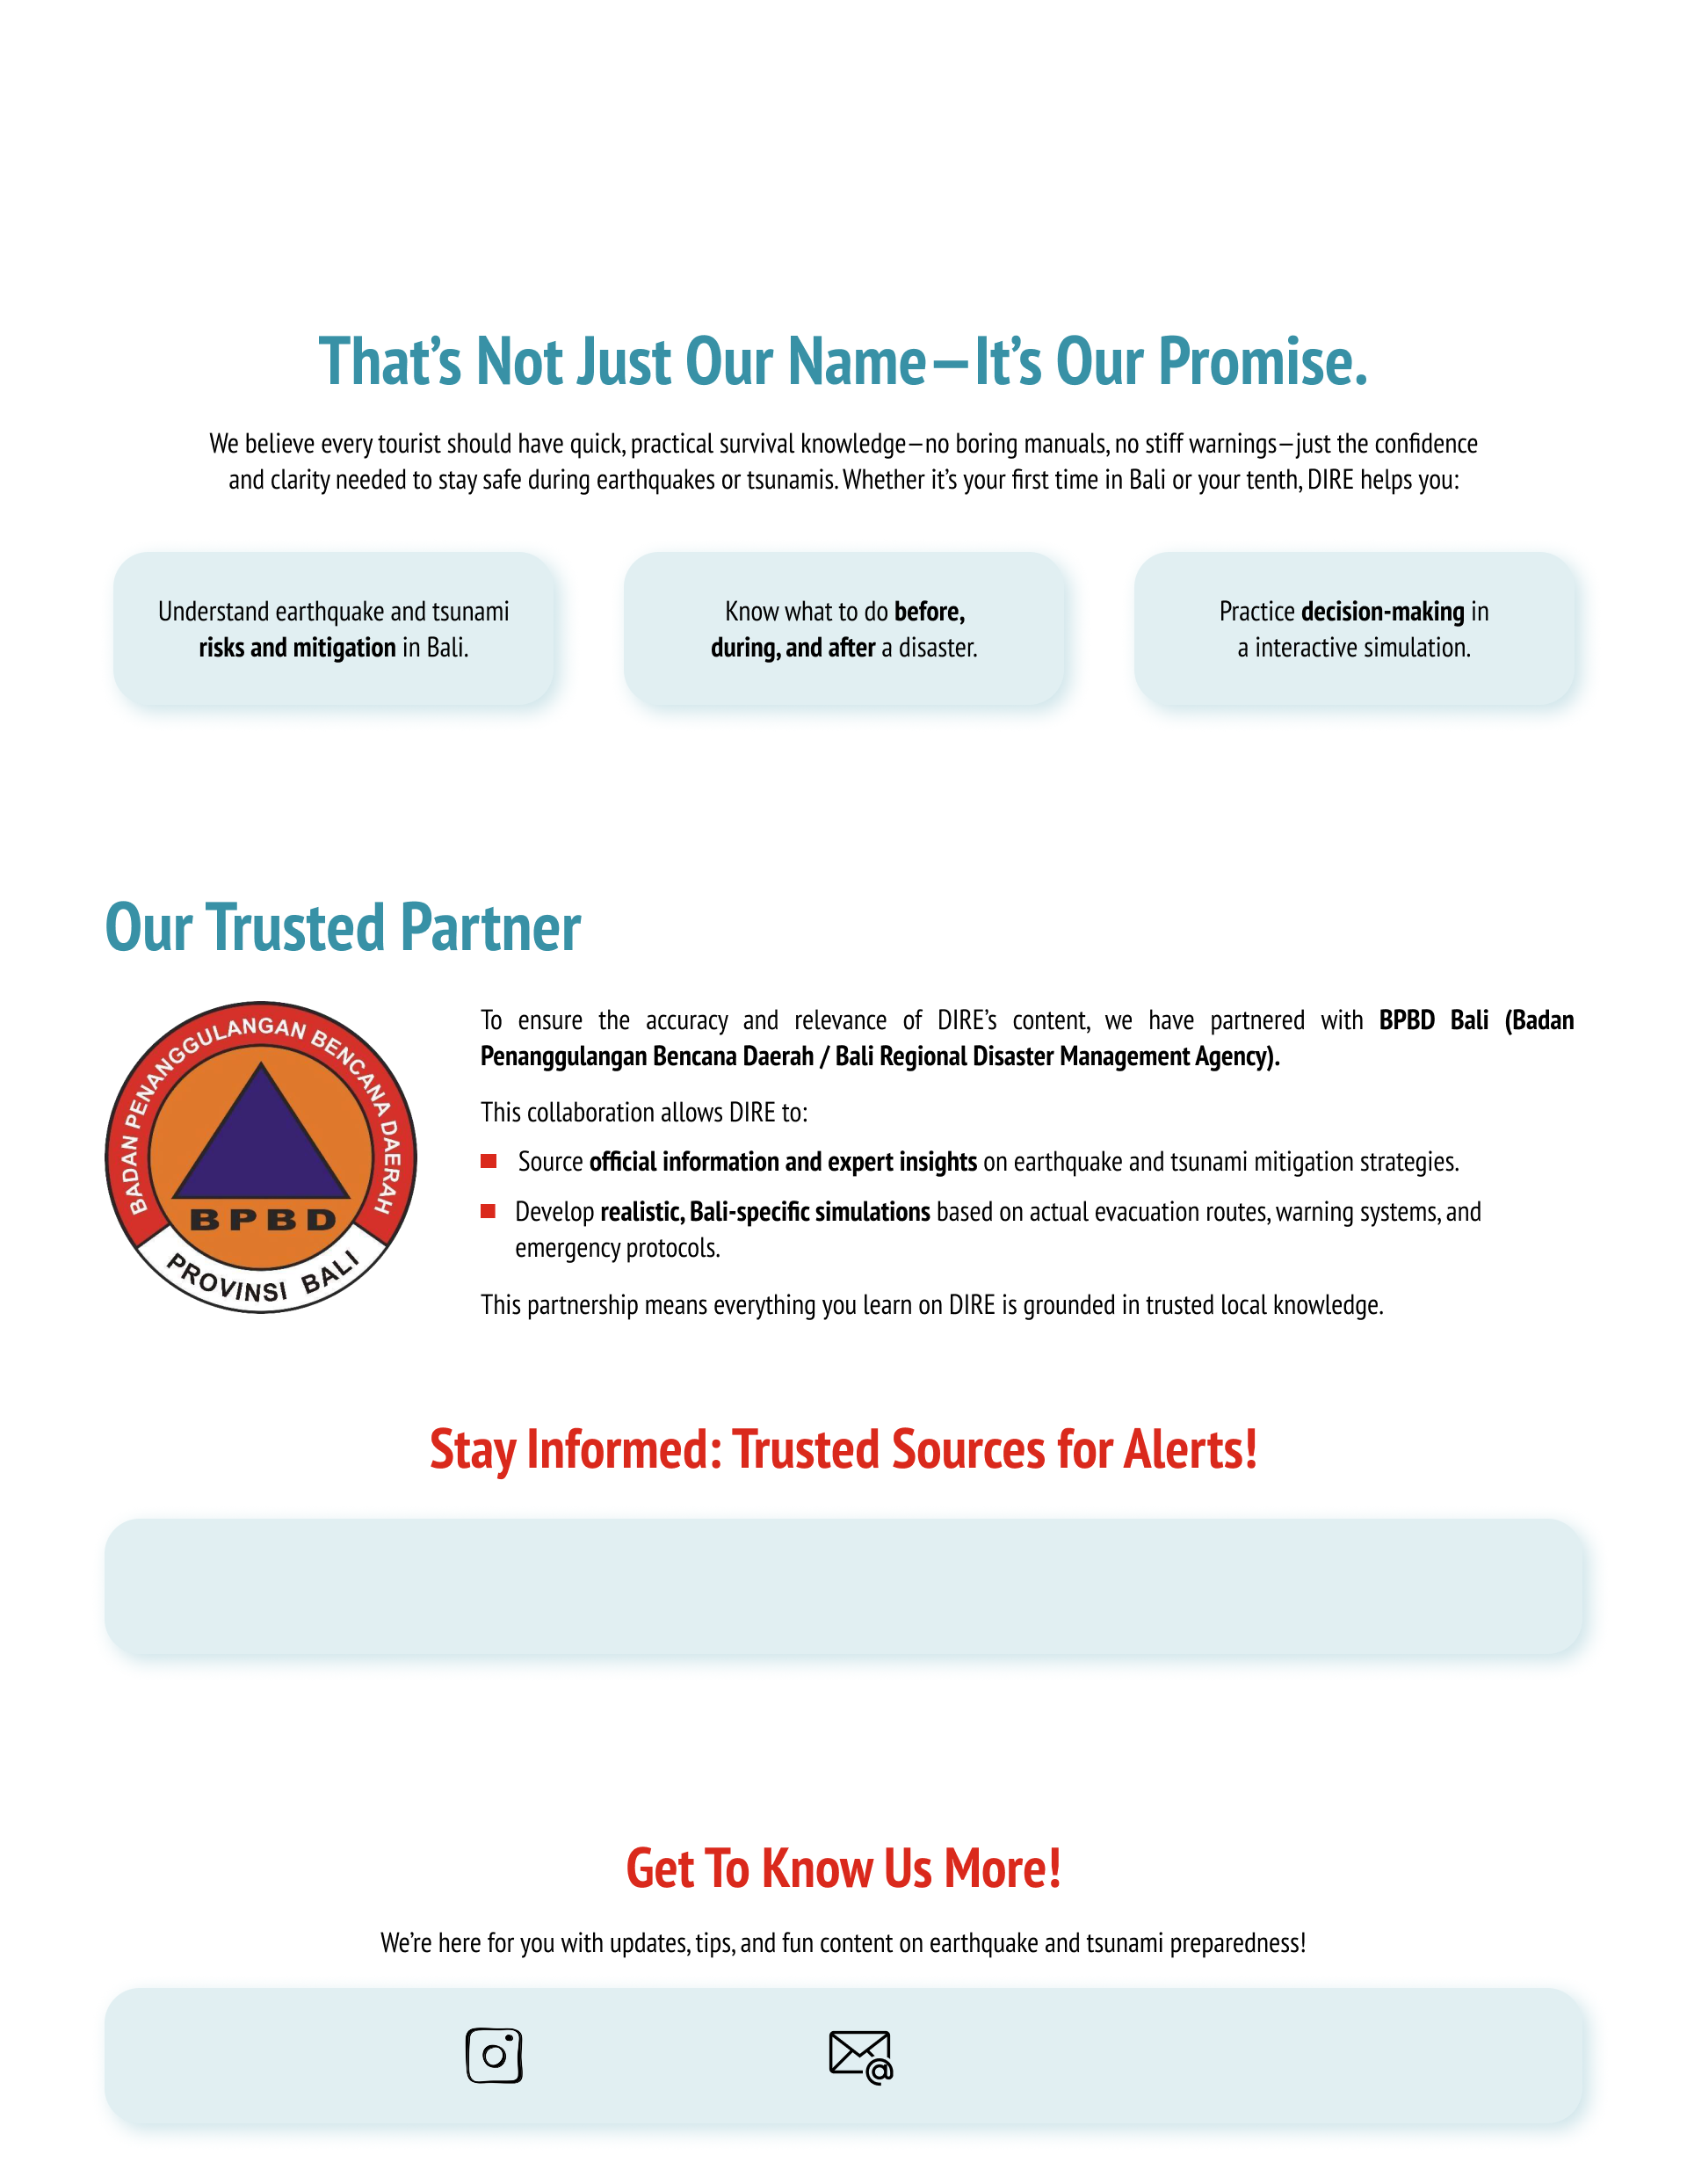 That’s Not Just Our Name—It’s Our Promise.
We believe every tourist should have quick, practical survival knowledge—no boring manuals, no stiff warnings—just the confidence
and clarity needed to stay safe during earthquakes or tsunamis. Whether it’s your first time in Bali or your tenth, DIRE helps you:
Understand earthquake and tsunami
risks and mitigation in Bali.
Know what to do before,
during, and after a disaster.
Practice decision-making in
a interactive simulation.
Our Trusted Partner
BADAN PENANGGULANGAN BENCANA DAERAH
BPBD
PROVINSI BALI
To ensure the accuracy and relevance of DIRE’s content, we have partnered with BPBD Bali (Badan
Penanggulangan Bencana Daerah / Bali Regional Disaster Management Agency).
This collaboration allows DIRE to:
Source official information and expert insights on earthquake and tsunami mitigation strategies.
Develop realistic, Bali-specific simulations based on actual evacuation routes, warning systems, and
emergency protocols.
This partnership means everything you learn on DIRE is grounded in trusted local knowledge.
Stay Informed: Trusted Sources for Alerts!
Get To Know Us More!
We’re here for you with updates, tips, and fun content on earthquake and tsunami preparedness!